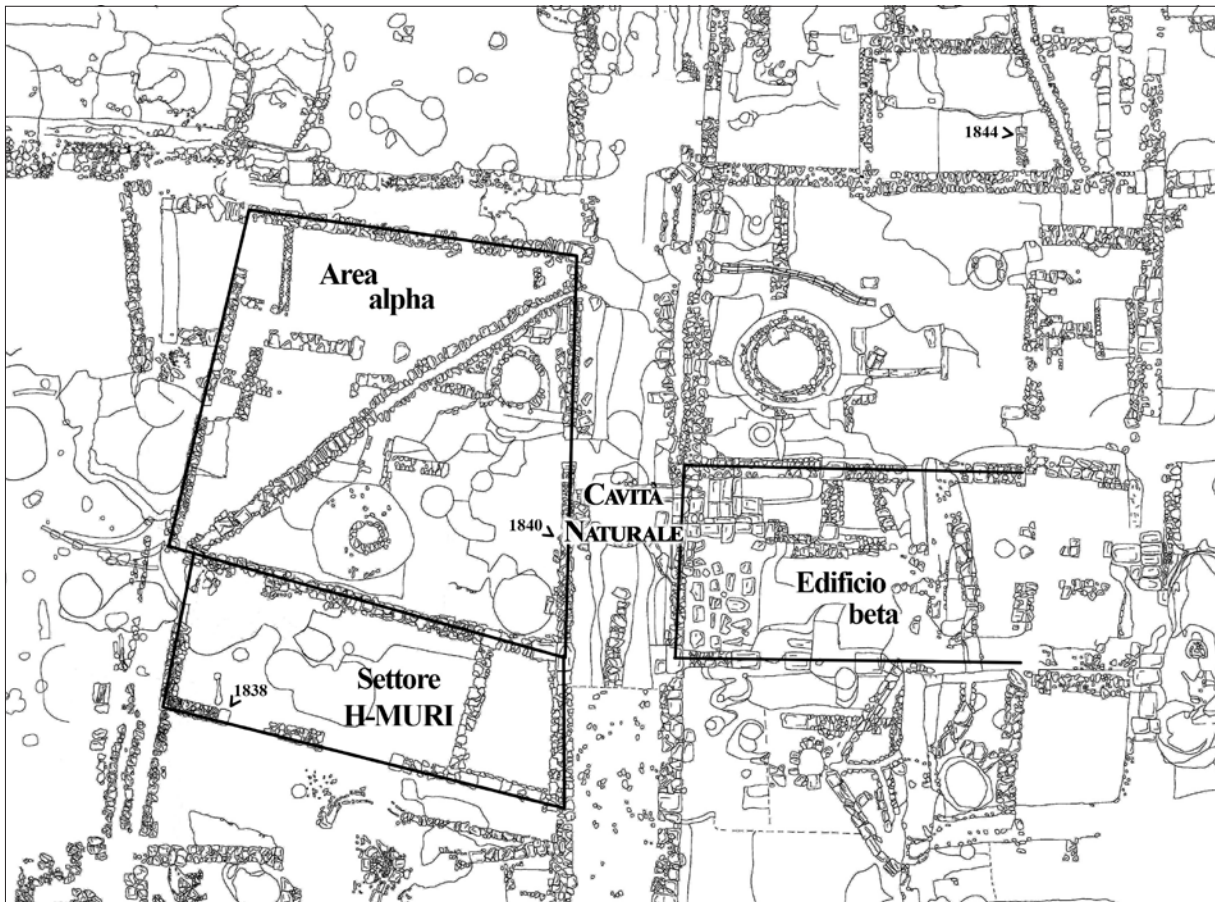 1844
Area
alpha
CAVITÀ
1840
NATURALE
Edificio
beta
Settore
1838
H-MURI